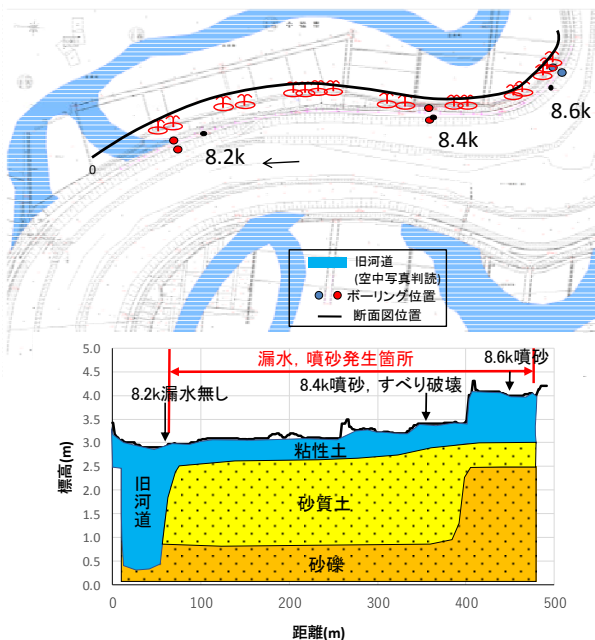 8.6k
8.4k
8.2k
0
旧河道
(空中写真判読)
ボーリング位置
断面図位置
漏水，噴砂発生箇所
8.6k噴砂
8.2k漏水無し
8.4k噴砂，すべり破壊
5.0
4.5
4.0
3.5
3.0
2.5
2.0
1.5
1.0
0.5
0.0
標高(m)
粘性土
旧河道
砂質土
砂礫
0
100
200
300
400
500
距離(m)